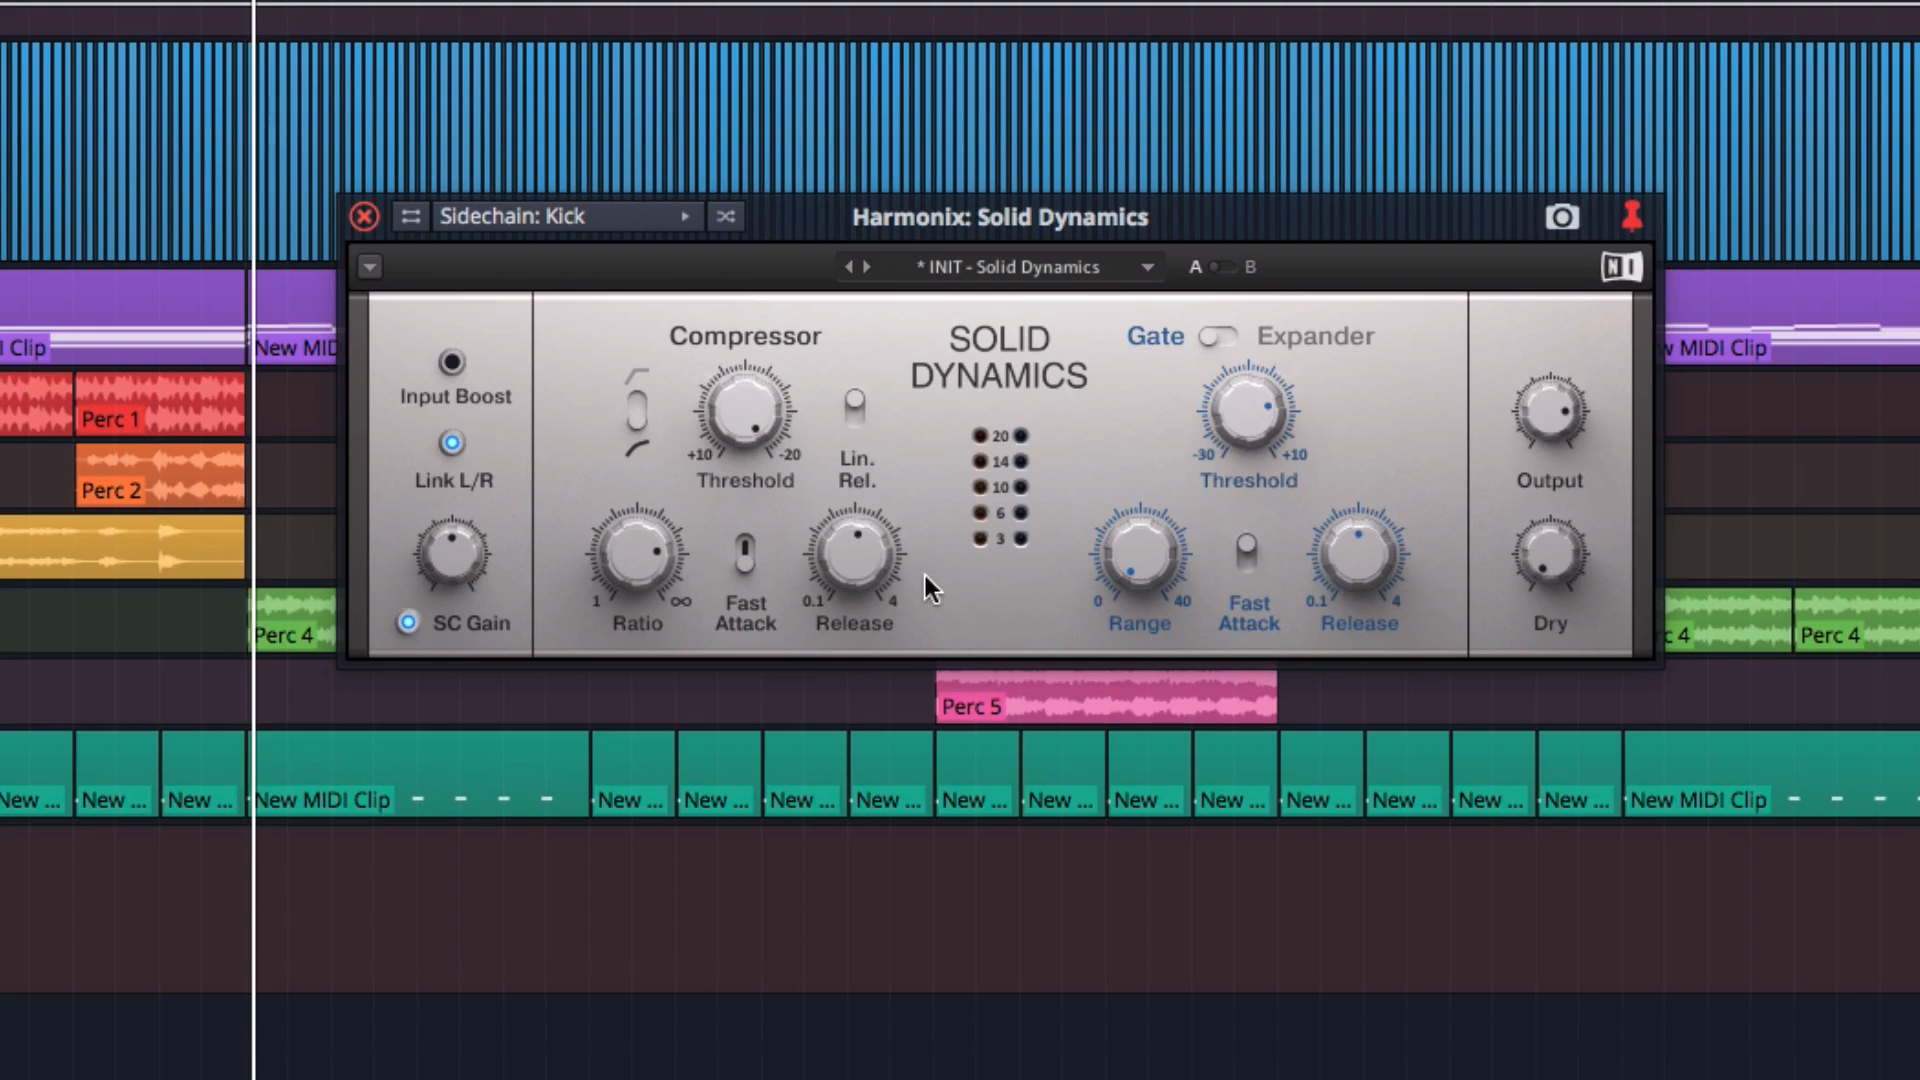 Sidechain: Kick
Harmonix: Solid Dynamics
* INIT - Solid Dynamics
A B
NI
Input Boost
Link L/R
SC Gain
Compressor
+10 -20
Threshold
Lin.
Rel.
1 ∞
Ratio
Fast
Attack
0.1 4
Release
SOLID
DYNAMICS
20
14
10
6
3
Gate Expander
-30 +10
Threshold
0 40
Range
Fast
Attack
0.1 4
Release
Output
Dry
I Clip
New MID
w MIDI Clip
Perc 1
Perc 2
Perc 4
c 4
Perc 4
Perc 5
New ...
New ...
New ...
New MIDI Clip
New ...
New ...
New ...
New ...
New ...
New ...
New ...
New ...
New ...
New ...
New ...
New ...
New MIDI Clip